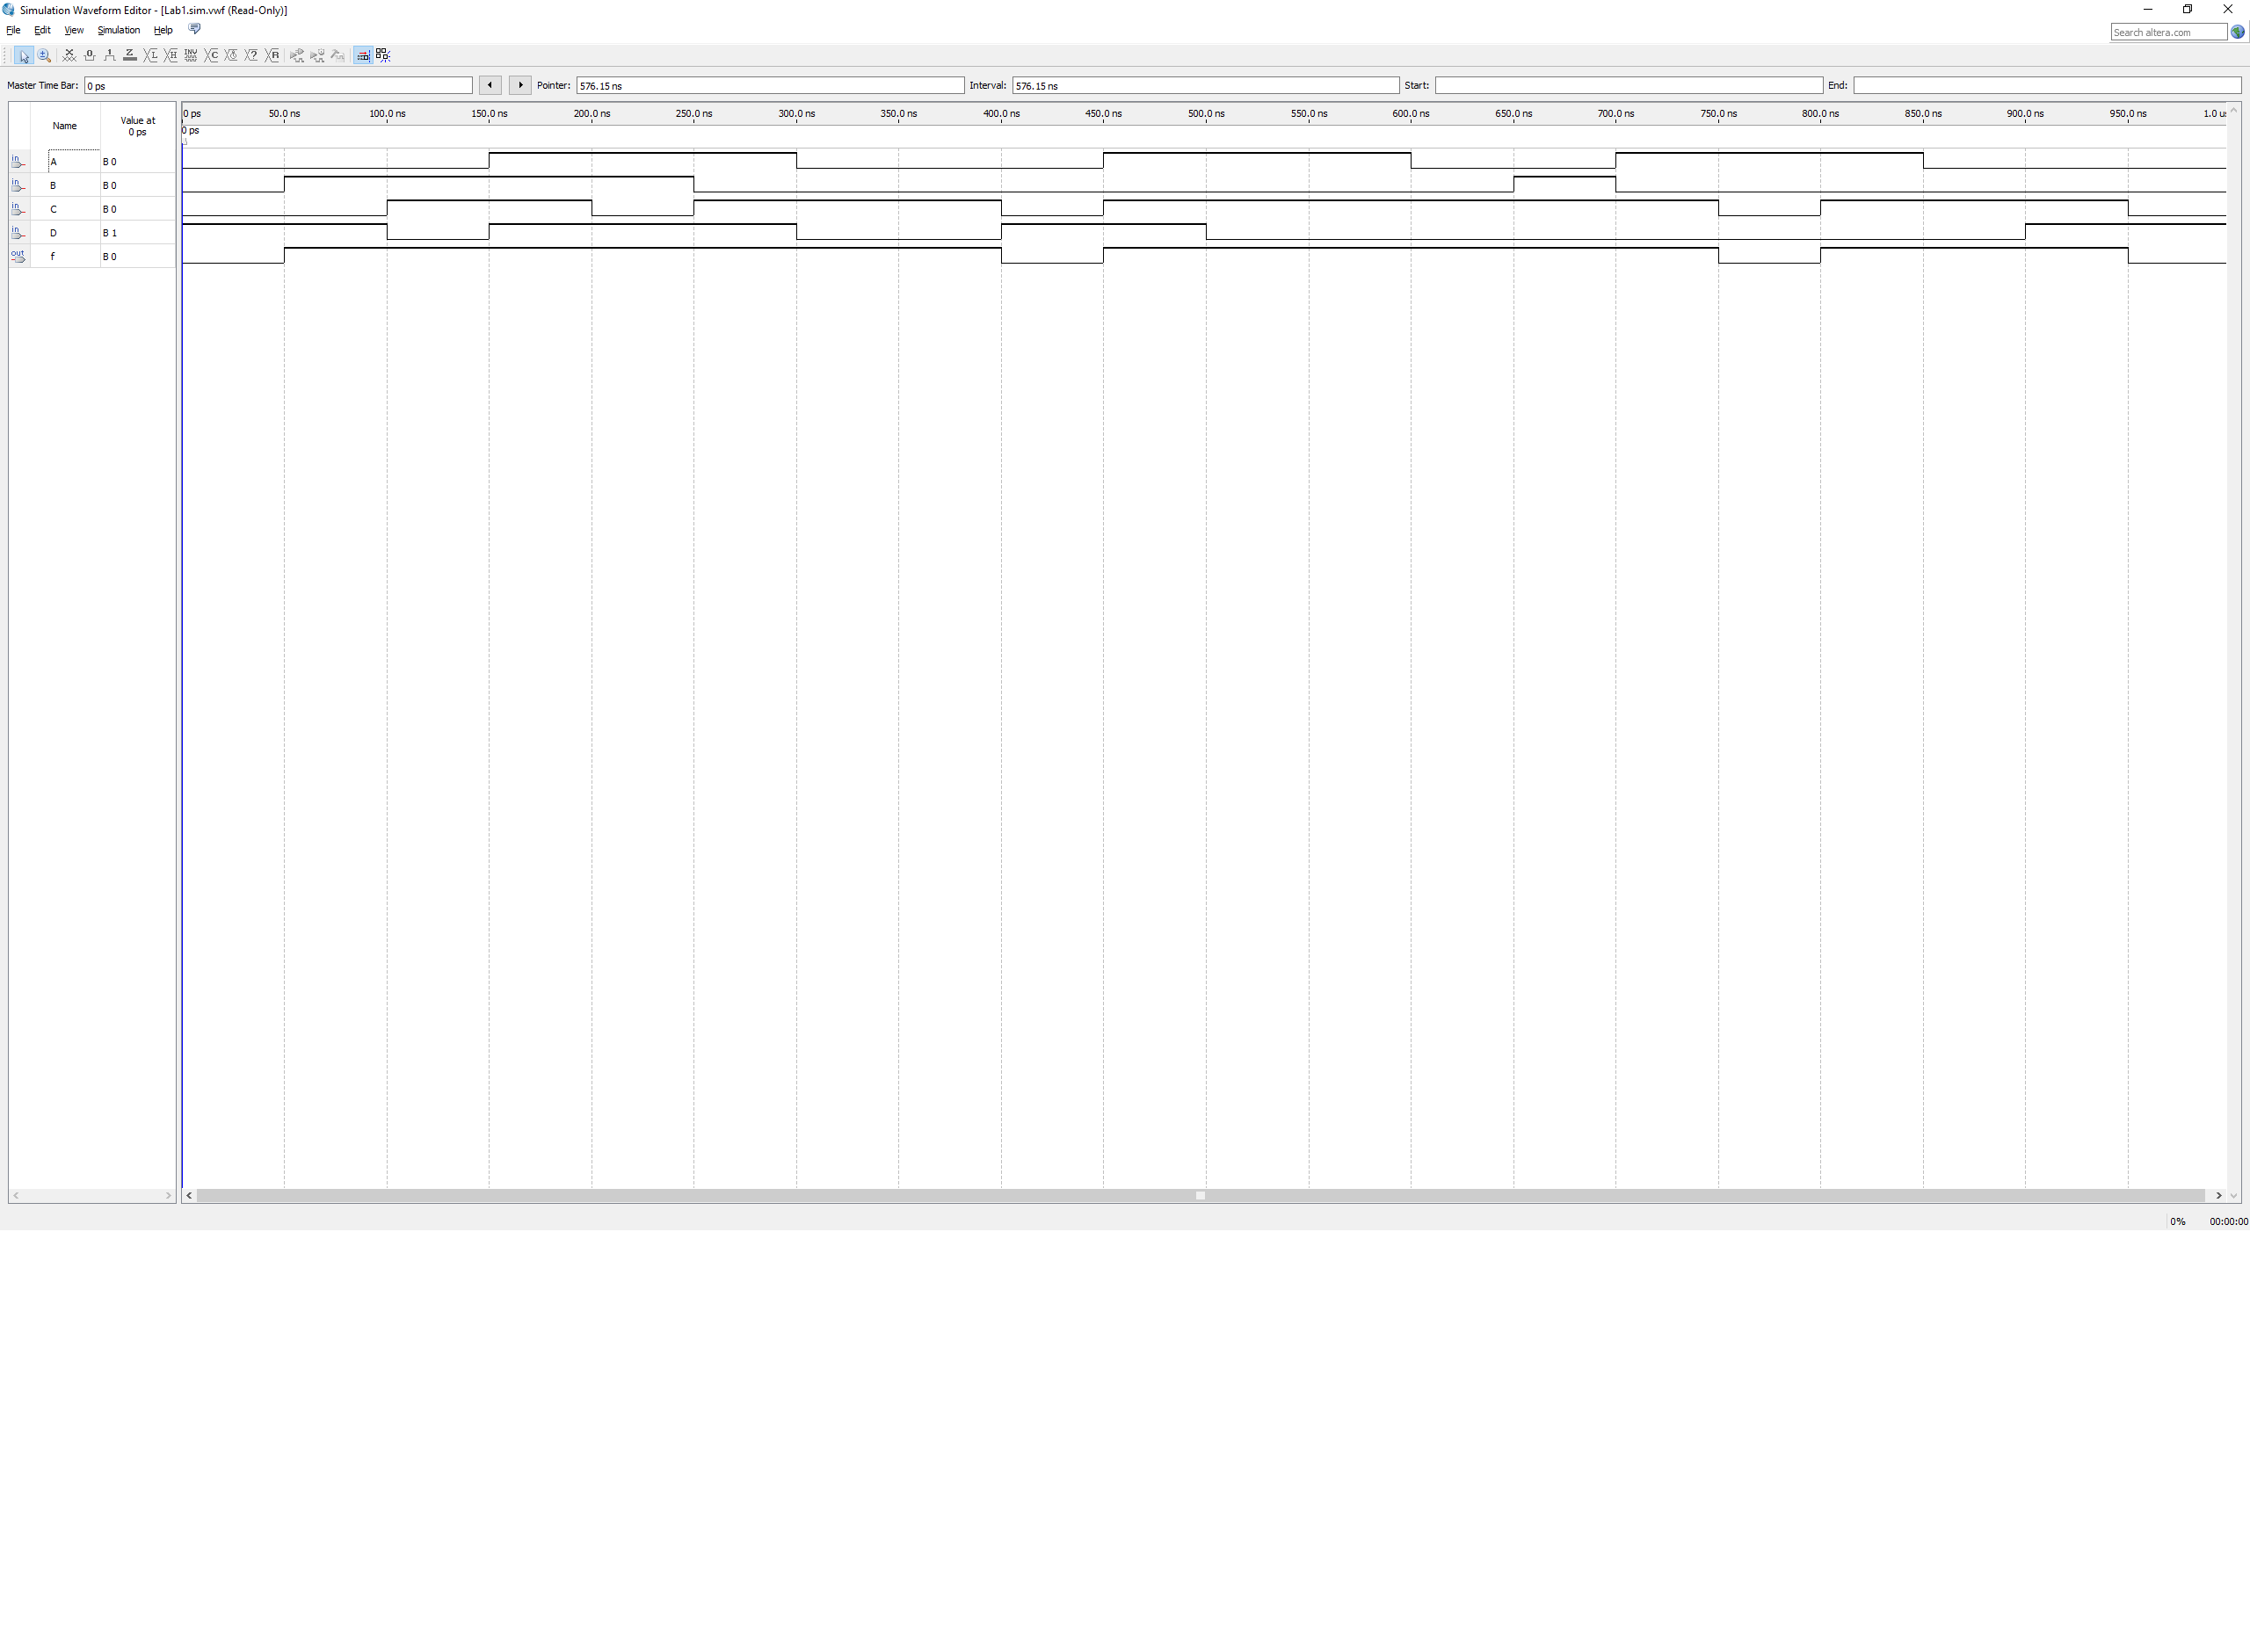 Simulation Waveform Editor - [Lab1.sim.vwf (Read-Only)]
File Edit View Simulation Help
Search altera.com
Master Time Bar: 0 ps Pointer: 576.15 ns Interval: 576.15 ns Start: End:
Name Value at 0 ps
0 ps 50.0 ns 100.0 ns 150.0 ns 200.0 ns 250.0 ns 300.0 ns 350.0 ns 400.0 ns 450.0 ns 500.0 ns 550.0 ns 600.0 ns 650.0 ns 700.0 ns 750.0 ns 800.0 ns 850.0 ns 900.0 ns 950.0 ns 1.0 us
0 ps
in A B 0
in B B 0
in C B 0
in D B 1
out f B 0
0% 00:00:00